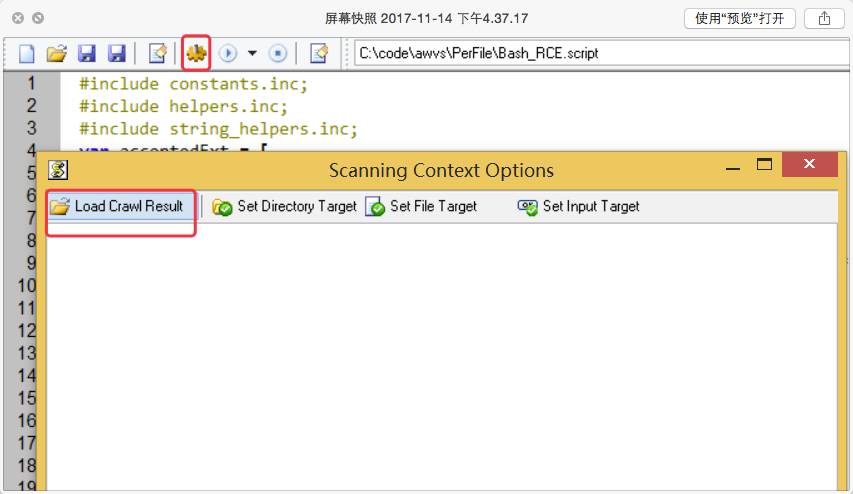 屏幕快照 2017-11-14 下午4.37.17
使用“预览”打开
C:\code\awvs\PerFile\Bash_RCE.script
1 #include constants.inc;
2 #include helpers.inc;
3 #include string_helpers.inc;
4 var acceptedExt = [
5
Scanning Context Options
6
Load Crawl Result Set Directory Target Set File Target Set Input Target
7
8
9
10
11
12
13
14
15
16
17
18
19